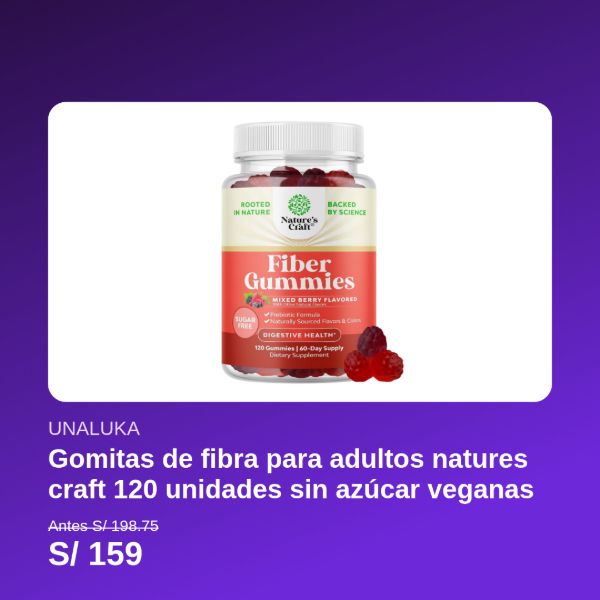 ROOTED
IN NATURE
BACKED
BY SCIENCE
Nature's
Craft
Fiber
Gummies
MIXED BERRY FLAVORED
SUGAR
FREE
Prebiotic Formula
Naturally Sourced Flavors & Colors
DIGESTIVE HEALTH*
120 Gummies | 60-Day Supply
Dietary Supplement
UNALUKA
Gomitas de fibra para adultos natures
craft 120 unidades sin azúcar veganas
Antes S/ 198.75
S/ 159